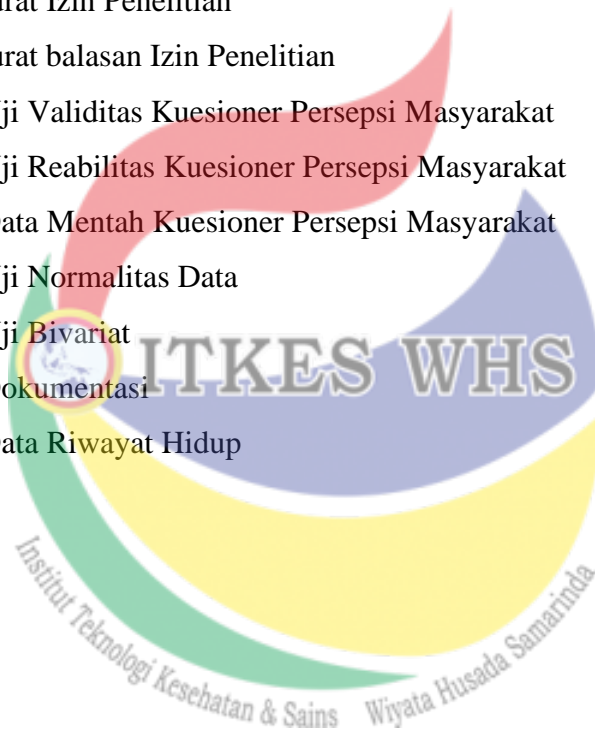 urat Izin Penelitian
urat balasan Izin Penelitian
ji Validitas Kuesioner Persepsi Masyarakat
ji Reabilitas Kuesioner Persepsi Masyarakat
ata Mentah Kuesioner Persepsi Masyarakat
ji Normalitas Data
ji Bivariat
ITKES WHS
okumentasi
ata Riwayat Hidup
Institut Teknologi Kesehatan & Sains Wiyata Husada Samarinda